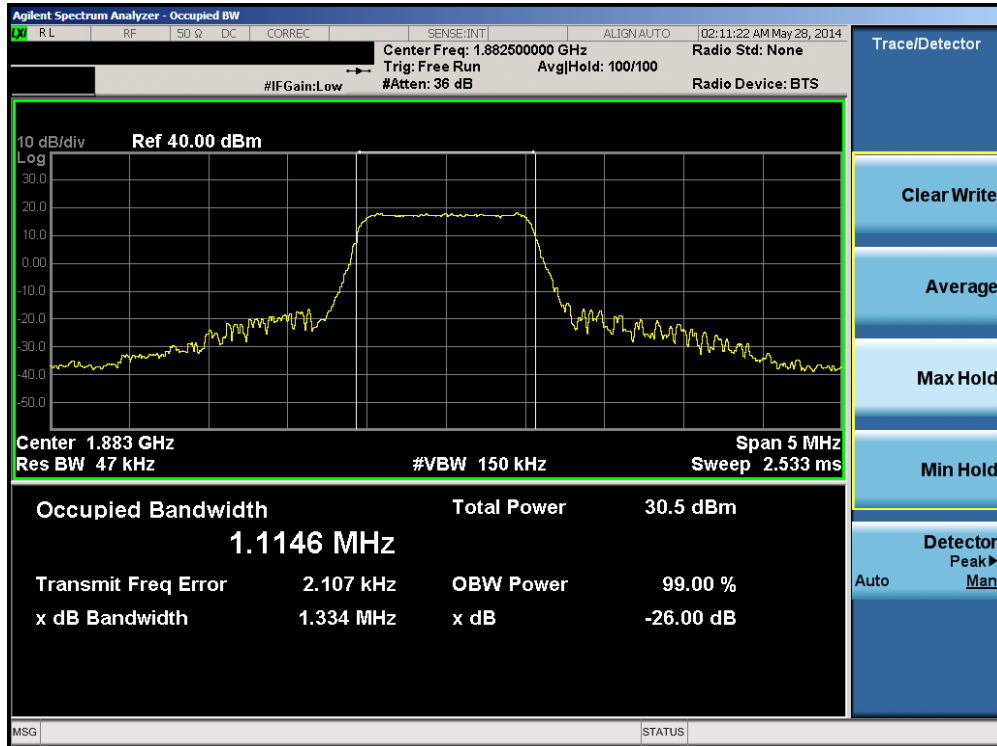 Agilent Spectrum Analyzer - Occupied BW
LXI RL RF 50 Ω DC CORREC SENSE:INT ALIGN AUTO 02:11:22 AM May 28, 2014
Center Freq: 1.882500000 GHz Radio Std: None
Trig: Free Run Avg|Hold: 100/100
#IFGain:Low #Atten: 36 dB Radio Device: BTS
10 dB/div Ref 40.00 dBm
Log
30.0
20.0
10.0
0.00
-10.0
-20.0
-30.0
-40.0
-50.0
Center 1.883 GHz Span 5 MHz
Res BW 47 kHz #VBW 150 kHz Sweep 2.533 ms
Occupied Bandwidth Total Power 30.5 dBm
1.1146 MHz
Transmit Freq Error 2.107 kHz OBW Power 99.00 %
x dB Bandwidth 1.334 MHz x dB -26.00 dB
MSG STATUS
Trace/Detector
Clear Write
Average
Max Hold
Min Hold
Detector
Peak▶
Auto Man